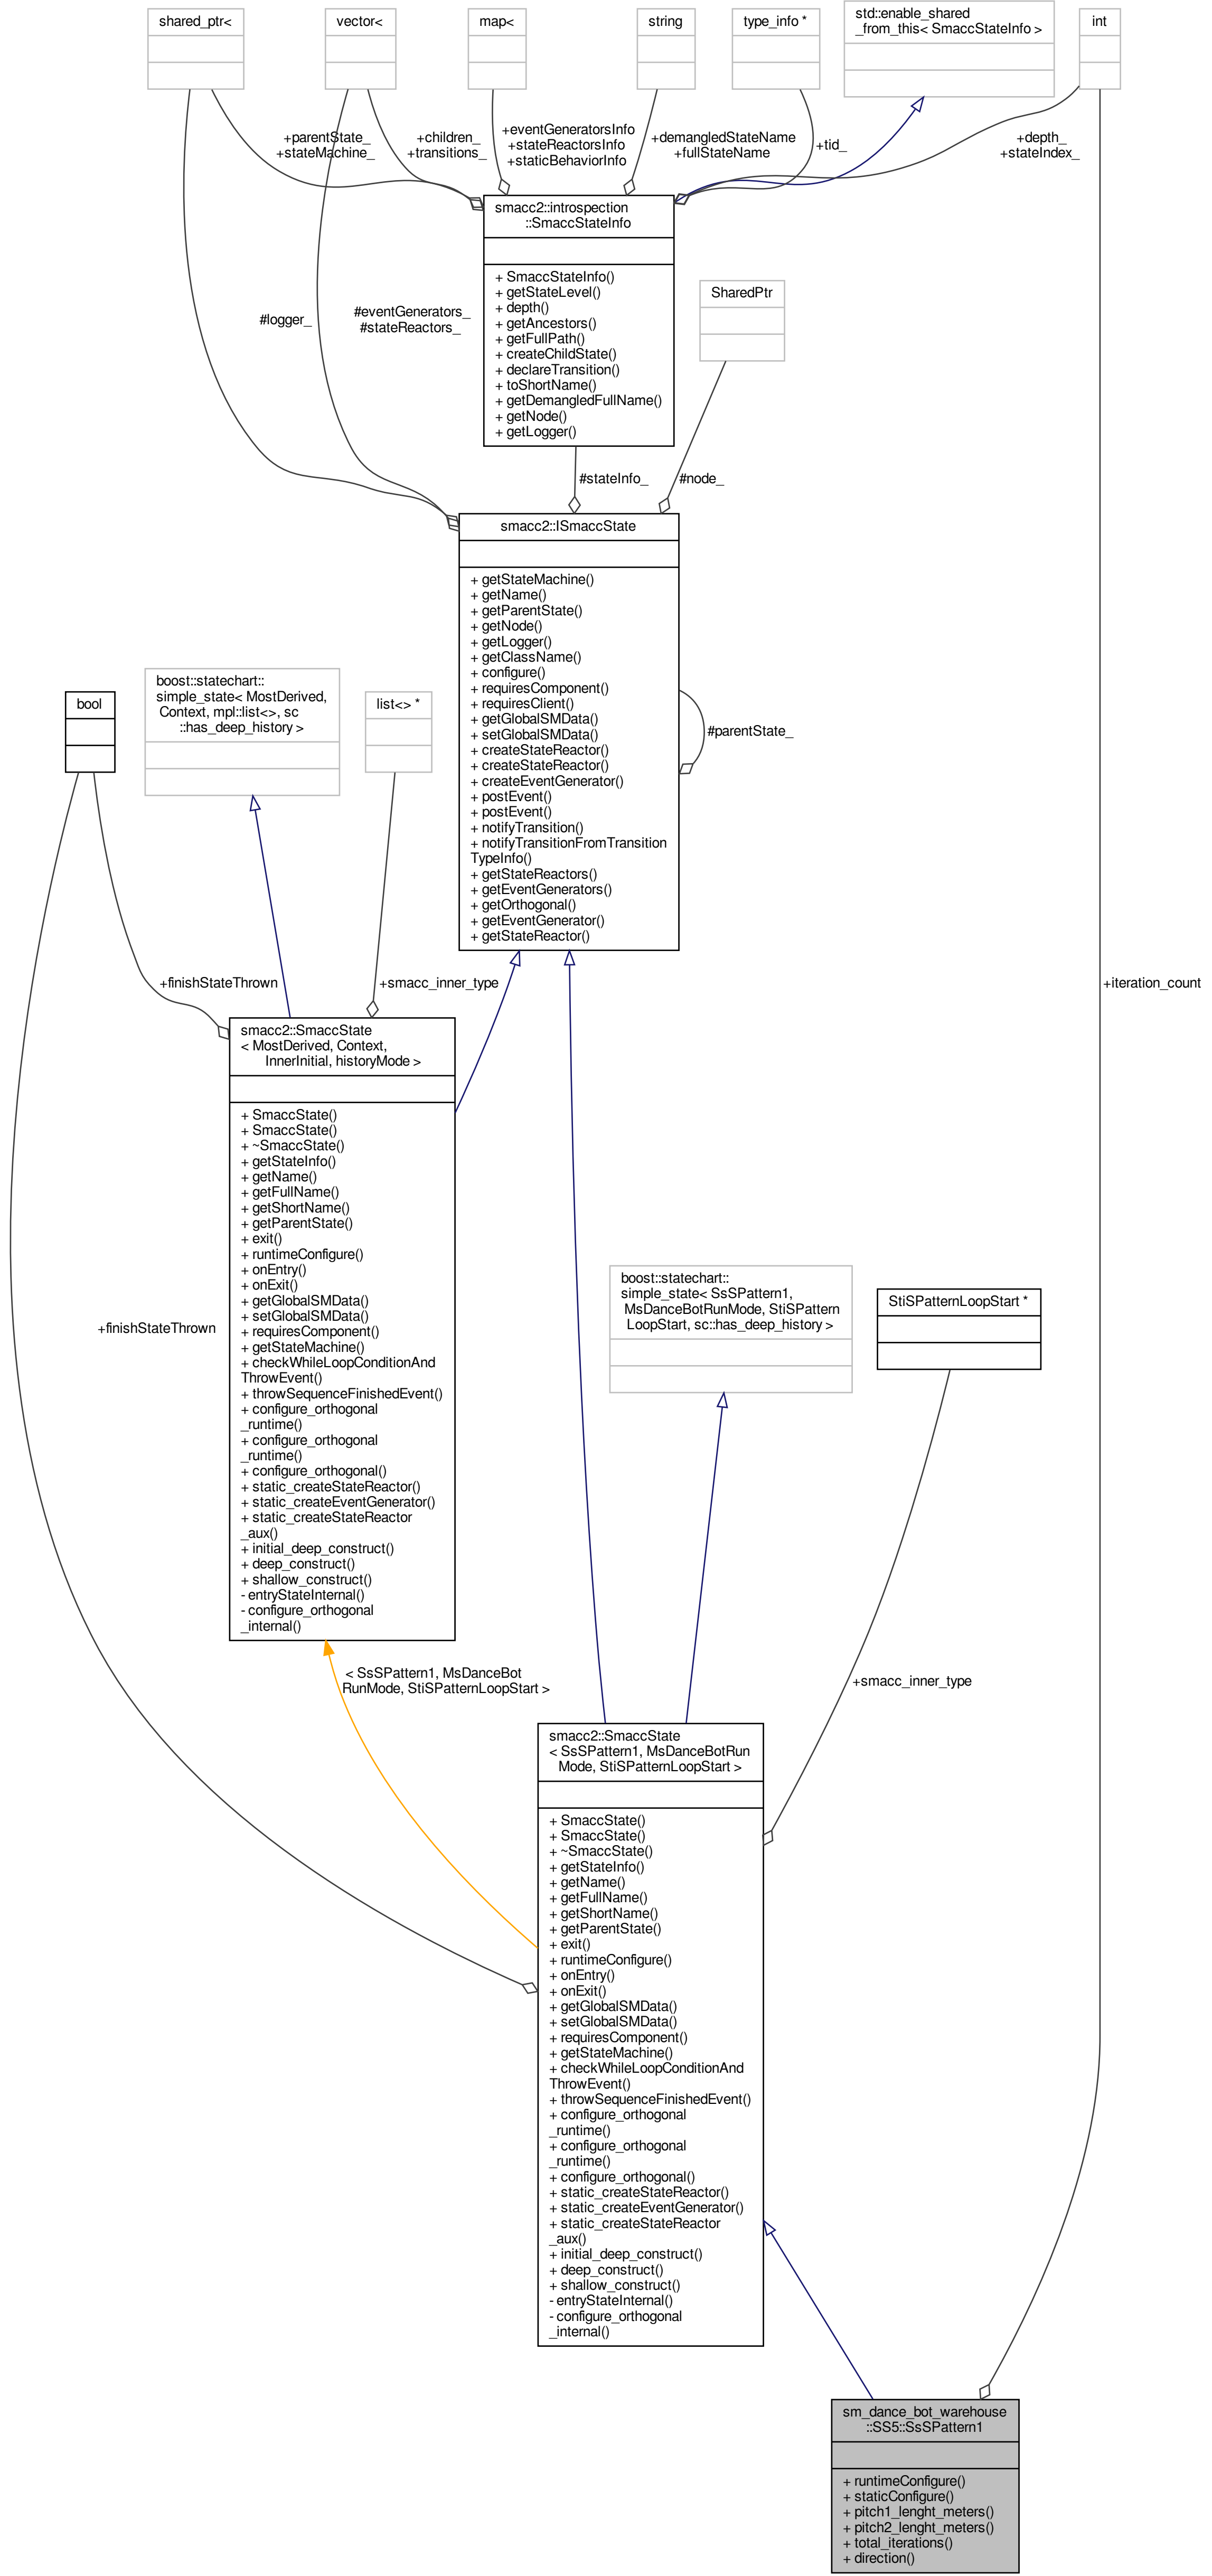 shared_ptr<
vector<
map<
string
type_info *
std::enable_shared
_from_this< SmaccStateInfo >
int
+parentState_
+stateMachine_
+children_
+transitions_
+eventGeneratorsInfo
+stateReactorsInfo
+staticBehaviorInfo
+demangledStateName
+fullStateName
+tid_
+depth_
+stateIndex_
smacc2::introspection
::SmaccStateInfo
+ SmaccStateInfo()
+ getStateLevel()
+ depth()
+ getAncestors()
+ getFullPath()
+ createChildState()
+ declareTransition()
+ toShortName()
+ getDemangledFullName()
+ getNode()
+ getLogger()
SharedPtr
#logger_
#eventGenerators_
#stateReactors_
#stateInfo_
#node_
smacc2::ISmaccState
+ getStateMachine()
+ getName()
+ getParentState()
+ getNode()
+ getLogger()
+ getClassName()
+ configure()
+ requiresComponent()
+ requiresClient()
+ getGlobalSMData()
+ setGlobalSMData()
+ createStateReactor()
+ createStateReactor()
+ createEventGenerator()
+ postEvent()
+ postEvent()
+ notifyTransition()
+ notifyTransitionFromTransition
TypeInfo()
+ getStateReactors()
+ getEventGenerators()
+ getOrthogonal()
+ getEventGenerator()
+ getStateReactor()
#parentState_
bool
boost::statechart::
simple_state< MostDerived,
Context, mpl::list<>, sc
::has_deep_history >
list<> *
+finishStateThrown
+smacc_inner_type
+iteration_count
smacc2::SmaccState
< MostDerived, Context,
InnerInitial, historyMode >
+ SmaccState()
+ SmaccState()
+ ~SmaccState()
+ getStateInfo()
+ getName()
+ getFullName()
+ getShortName()
+ getParentState()
+ exit()
+ runtimeConfigure()
+ onEntry()
+ onExit()
+ getGlobalSMData()
+ setGlobalSMData()
+ requiresComponent()
+ getStateMachine()
+ checkWhileLoopConditionAnd
ThrowEvent()
+ throwSequenceFinishedEvent()
+ configure_orthogonal
_runtime()
+ configure_orthogonal
_runtime()
+ configure_orthogonal()
+ static_createStateReactor()
+ static_createEventGenerator()
+ static_createStateReactor
_aux()
+ initial_deep_construct()
+ deep_construct()
+ shallow_construct()
- entryStateInternal()
- configure_orthogonal
_internal()
+finishStateThrown
boost::statechart::
simple_state< SsSPattern1,
MsDanceBotRunMode, StiSPattern
LoopStart, sc::has_deep_history >
StiSPatternLoopStart *
< SsSPattern1, MsDanceBot
RunMode, StiSPatternLoopStart >
+smacc_inner_type
smacc2::SmaccState
< SsSPattern1, MsDanceBotRun
Mode, StiSPatternLoopStart >
+ SmaccState()
+ SmaccState()
+ ~SmaccState()
+ getStateInfo()
+ getName()
+ getFullName()
+ getShortName()
+ getParentState()
+ exit()
+ runtimeConfigure()
+ onEntry()
+ onExit()
+ getGlobalSMData()
+ setGlobalSMData()
+ requiresComponent()
+ getStateMachine()
+ checkWhileLoopConditionAnd
ThrowEvent()
+ throwSequenceFinishedEvent()
+ configure_orthogonal
_runtime()
+ configure_orthogonal
_runtime()
+ configure_orthogonal()
+ static_createStateReactor()
+ static_createEventGenerator()
+ static_createStateReactor
_aux()
+ initial_deep_construct()
+ deep_construct()
+ shallow_construct()
- entryStateInternal()
- configure_orthogonal
_internal()
sm_dance_bot_warehouse
::SS5::SsSPattern1
+ runtimeConfigure()
+ staticConfigure()
+ pitch1_lenght_meters()
+ pitch2_lenght_meters()
+ total_iterations()
+ direction()